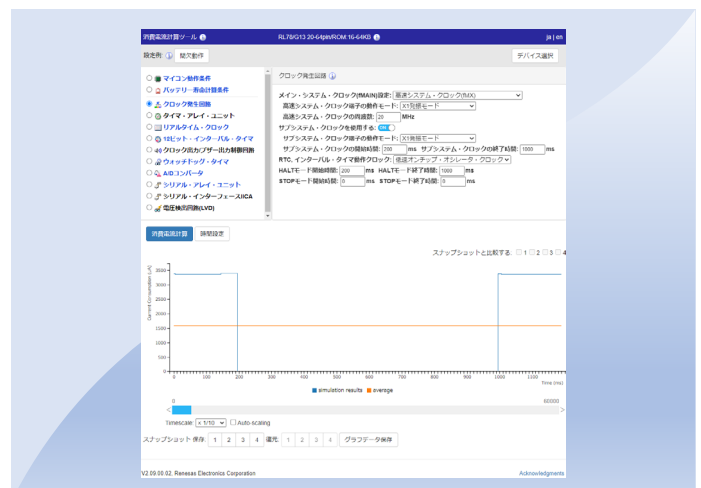 消費電流計算ツール
RL78/G13 20-64pin/ROM:16-64KB
ja | en
設定例: 間欠動作
デバイス選択
マイコン動作条件
バッテリー寿命計算条件
クロック発生回路
タイマ・アレイ・ユニット
リアルタイム・クロック
12ビット・インターバル・タイマ
クロック出力/ブザー出力制御回路
ウォッチドッグ・タイマ
A/Dコンバータ
シリアル・アレイ・ユニット
シリアル・インターフェースIICA
電圧検出回路(LVD)
クロック発生回路
メイン・システム・クロック(fMAIN)設定: 高速システム・クロック(fMX)
高速システム・クロック端子の動作モード: X1発振モード
高速システム・クロックの周波数: 20 MHz
サブシステム・クロックを使用する: ON
サブシステム・クロック端子の動作モード: XT1発振モード
サブシステム・クロックの開始時間: 200 ms サブシステム・クロックの終了時間: 1000 ms
RTC, インターバル・タイマ動作クロック: 低速オンチップ・オシレータ・クロック
HALTモード開始時間: 200 ms HALTモード終了時間: 1000 ms
STOPモード開始時間: 0 ms STOPモード終了時間: 0 ms
消費電流計算 時間設定
スナップショットと比較する: 1 2 3 4
Current Consumption (uA)
3500
3000
2500
2000
1500
1000
500
0
0 100 200 300 400 500 600 700 800 900 1000 1100
Time (ms)
simulation results average
0 60000
< >
Timescale: x 1/10 Auto-scaling
スナップショット 保存: 1 2 3 4 復元: 1 2 3 4 グラフデータ保存
V2.09.00.02. Renesas Electronics Corporation
Acknowledgments